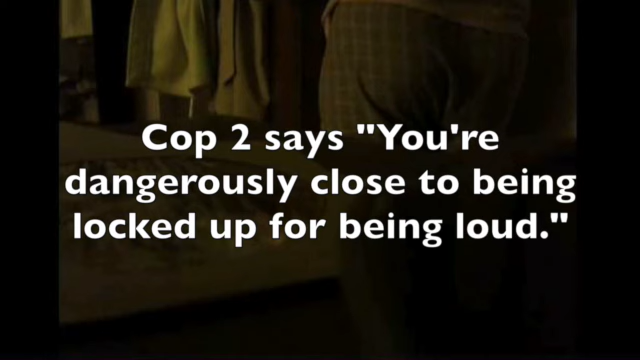 Cop 2 says "You're
dangerously close to being
locked up for being loud."